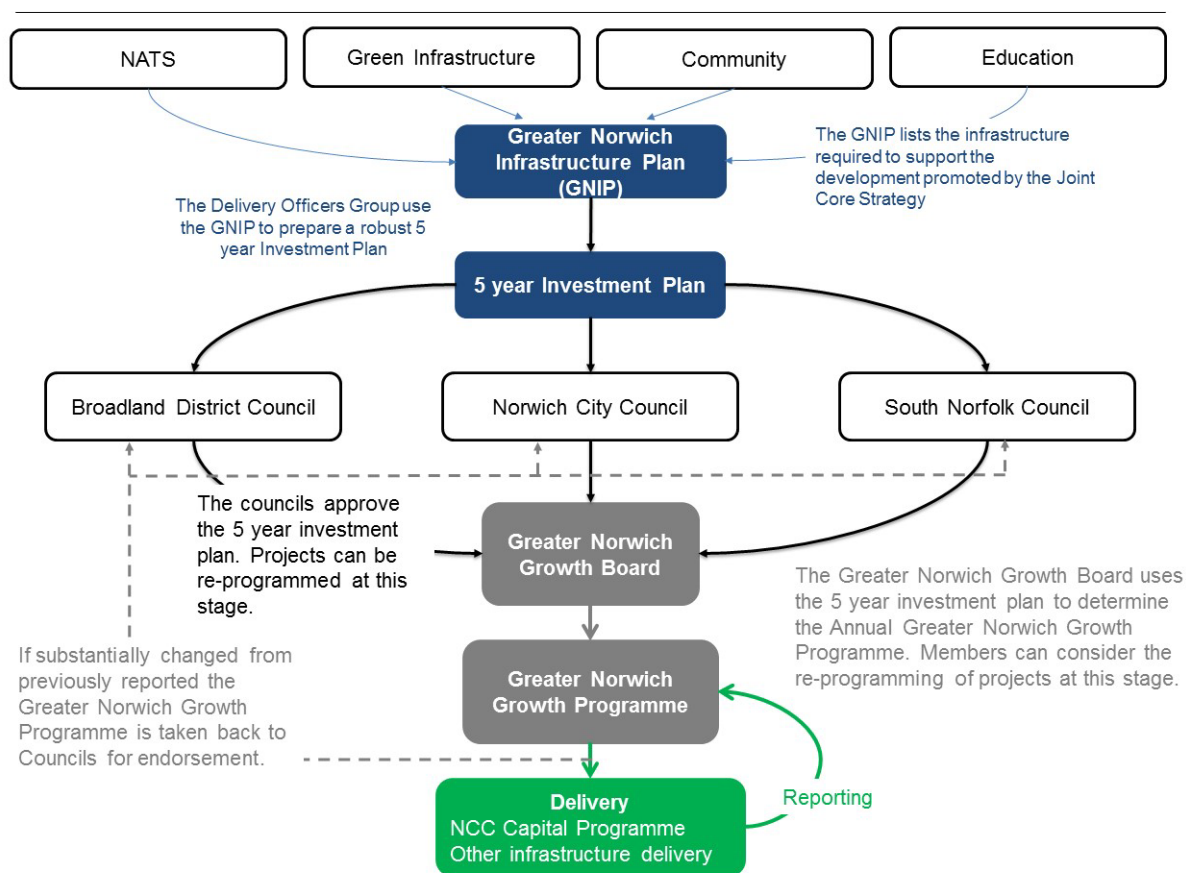 NATS
Green Infrastructure
Community
Education
Greater Norwich
Infrastructure Plan
(GNIP)
The GNIP lists the infrastructure
required to support the
development promoted by the Joint
Core Strategy
The Delivery Officers Group use
the GNIP to prepare a robust 5
year Investment Plan
5 year Investment Plan
Broadland District Council
Norwich City Council
South Norfolk Council
The councils approve
the 5 year investment
plan. Projects can be
re-programmed at this
stage.
Greater Norwich
Growth Board
The Greater Norwich Growth Board uses
the 5 year investment plan to determine
the Annual Greater Norwich Growth
Programme. Members can consider the
re-programming of projects at this stage.
If substantially changed from
previously reported the
Greater Norwich Growth
Programme is taken back to
Councils for endorsement.
Greater Norwich
Growth Programme
Delivery
NCC Capital Programme
Other infrastructure delivery
Reporting